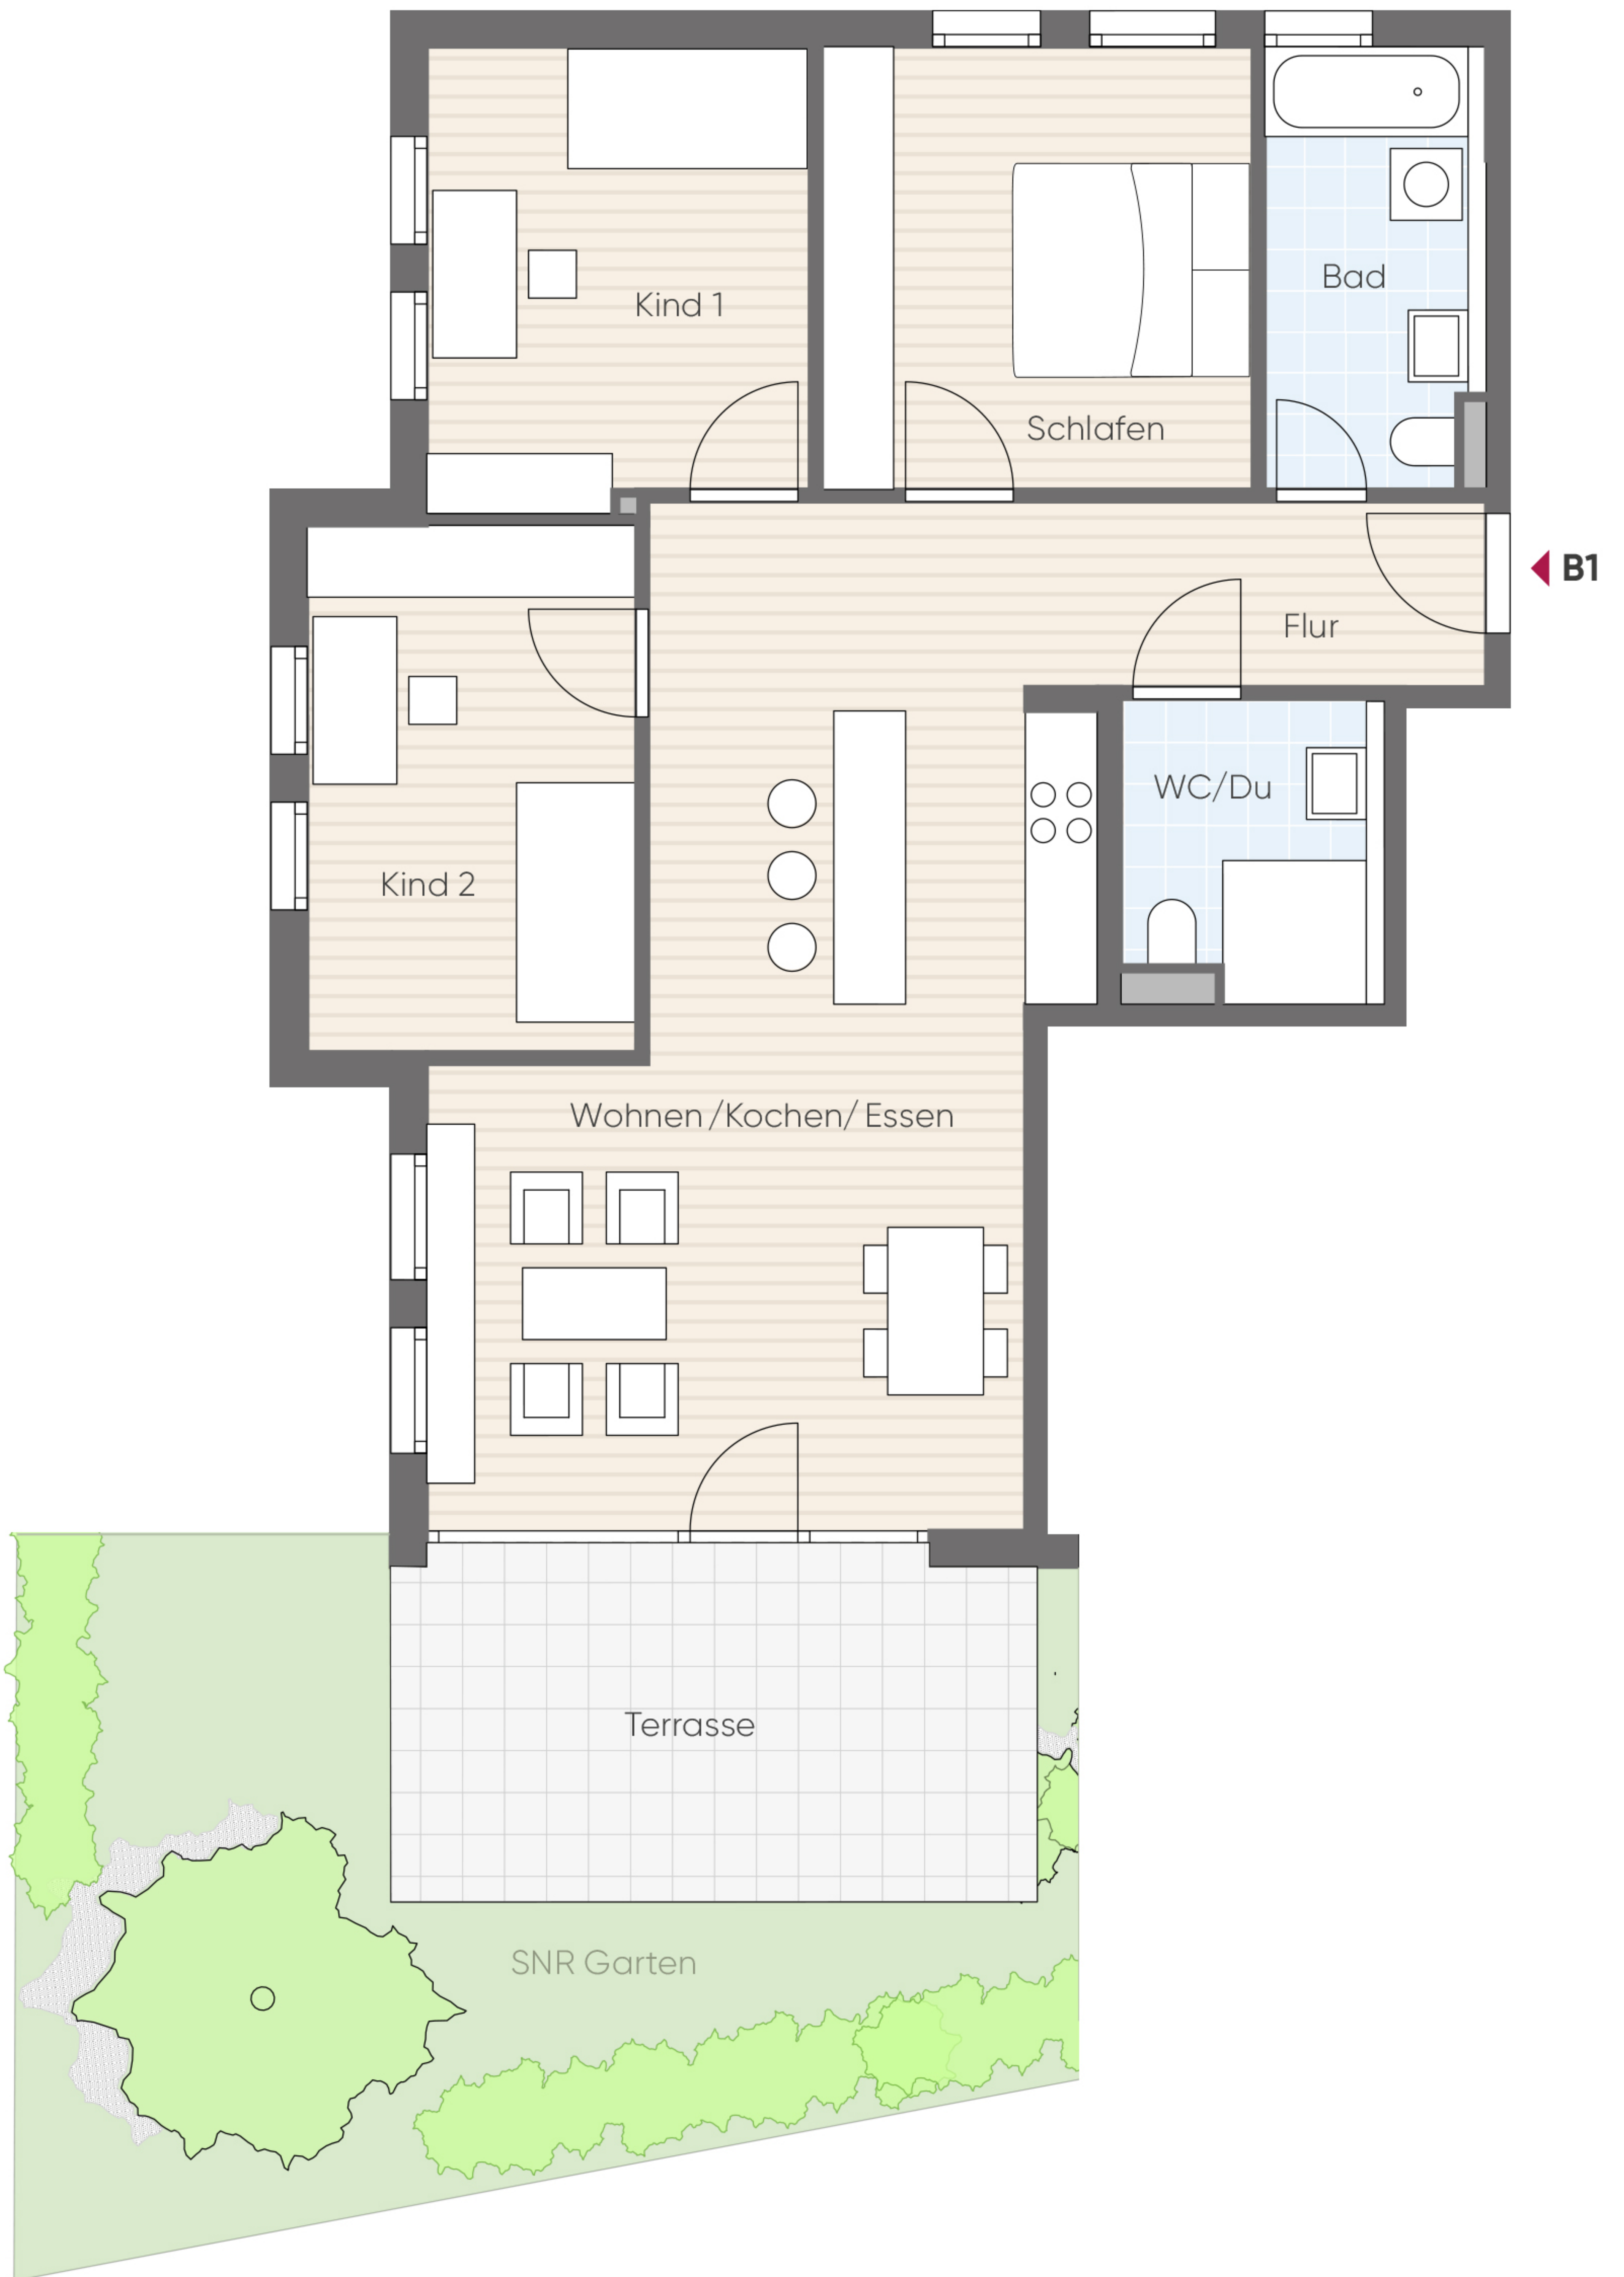 Kind 1
Bad
Schlafen
B1
Flur
WC/Du
Kind 2
Wohnen/Kochen/Essen
Terrasse
SNR Garten